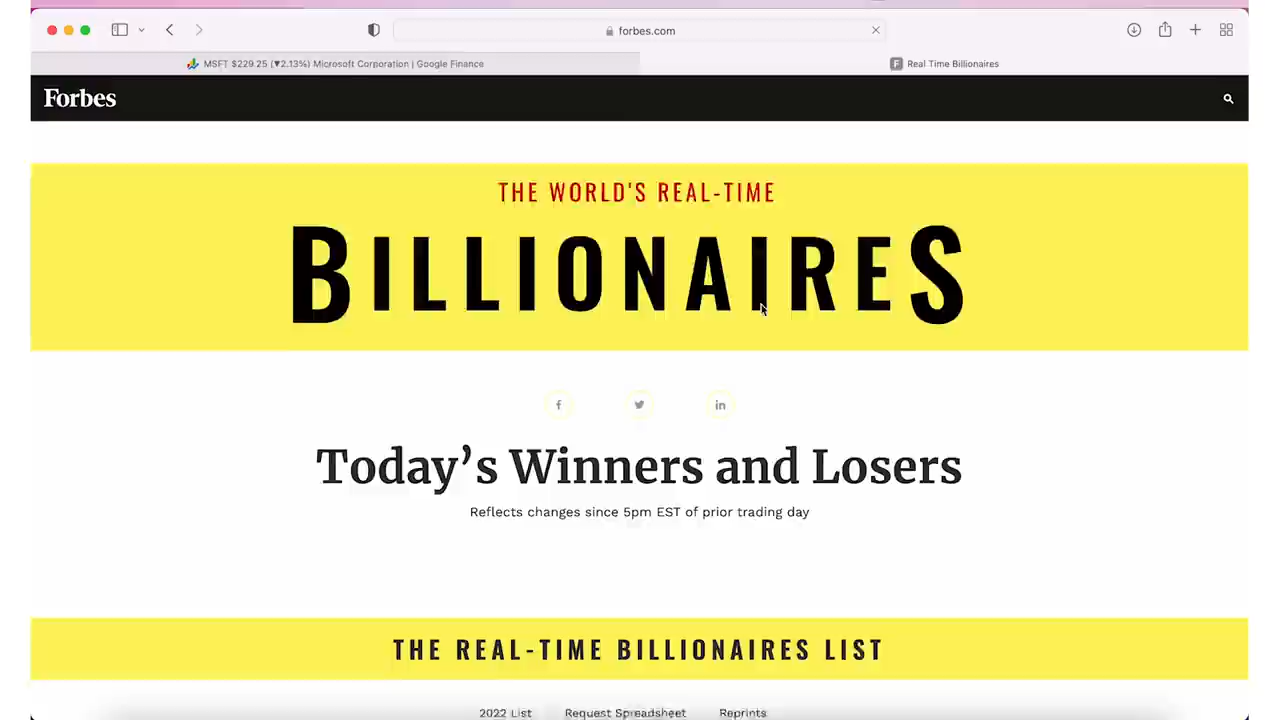 forbes.com
MSFT $229.25 (▼2.13%) Microsoft Corporation | Google Finance
Real Time Billionaires
Forbes
THE WORLD'S REAL-TIME
BILLIONAIRES
Today’s Winners and Losers
Reflects changes since 5pm EST of prior trading day
THE REAL-TIME BILLIONAIRES LIST
2022 List Request Spreadsheet Reprints